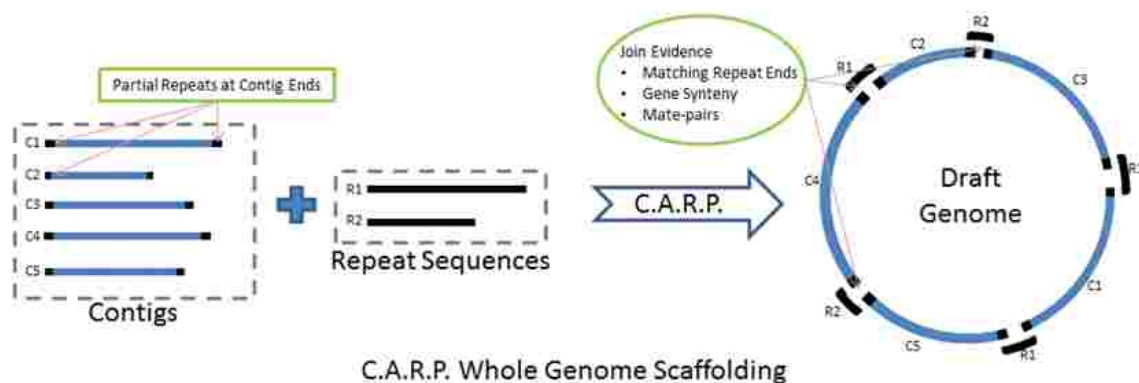 Partial Repeats at Contig Ends
C1
C2
C3
C4
C5
Contigs
R1
R2
Repeat Sequences
C.A.R.P.
Join Evidence
• Matching Repeat Ends
• Gene Synteny
• Mate-pairs
R2
C2
R1
C3
C4
R1
Draft
Genome
C1
R2
C5
R1
C.A.R.P. Whole Genome Scaffolding